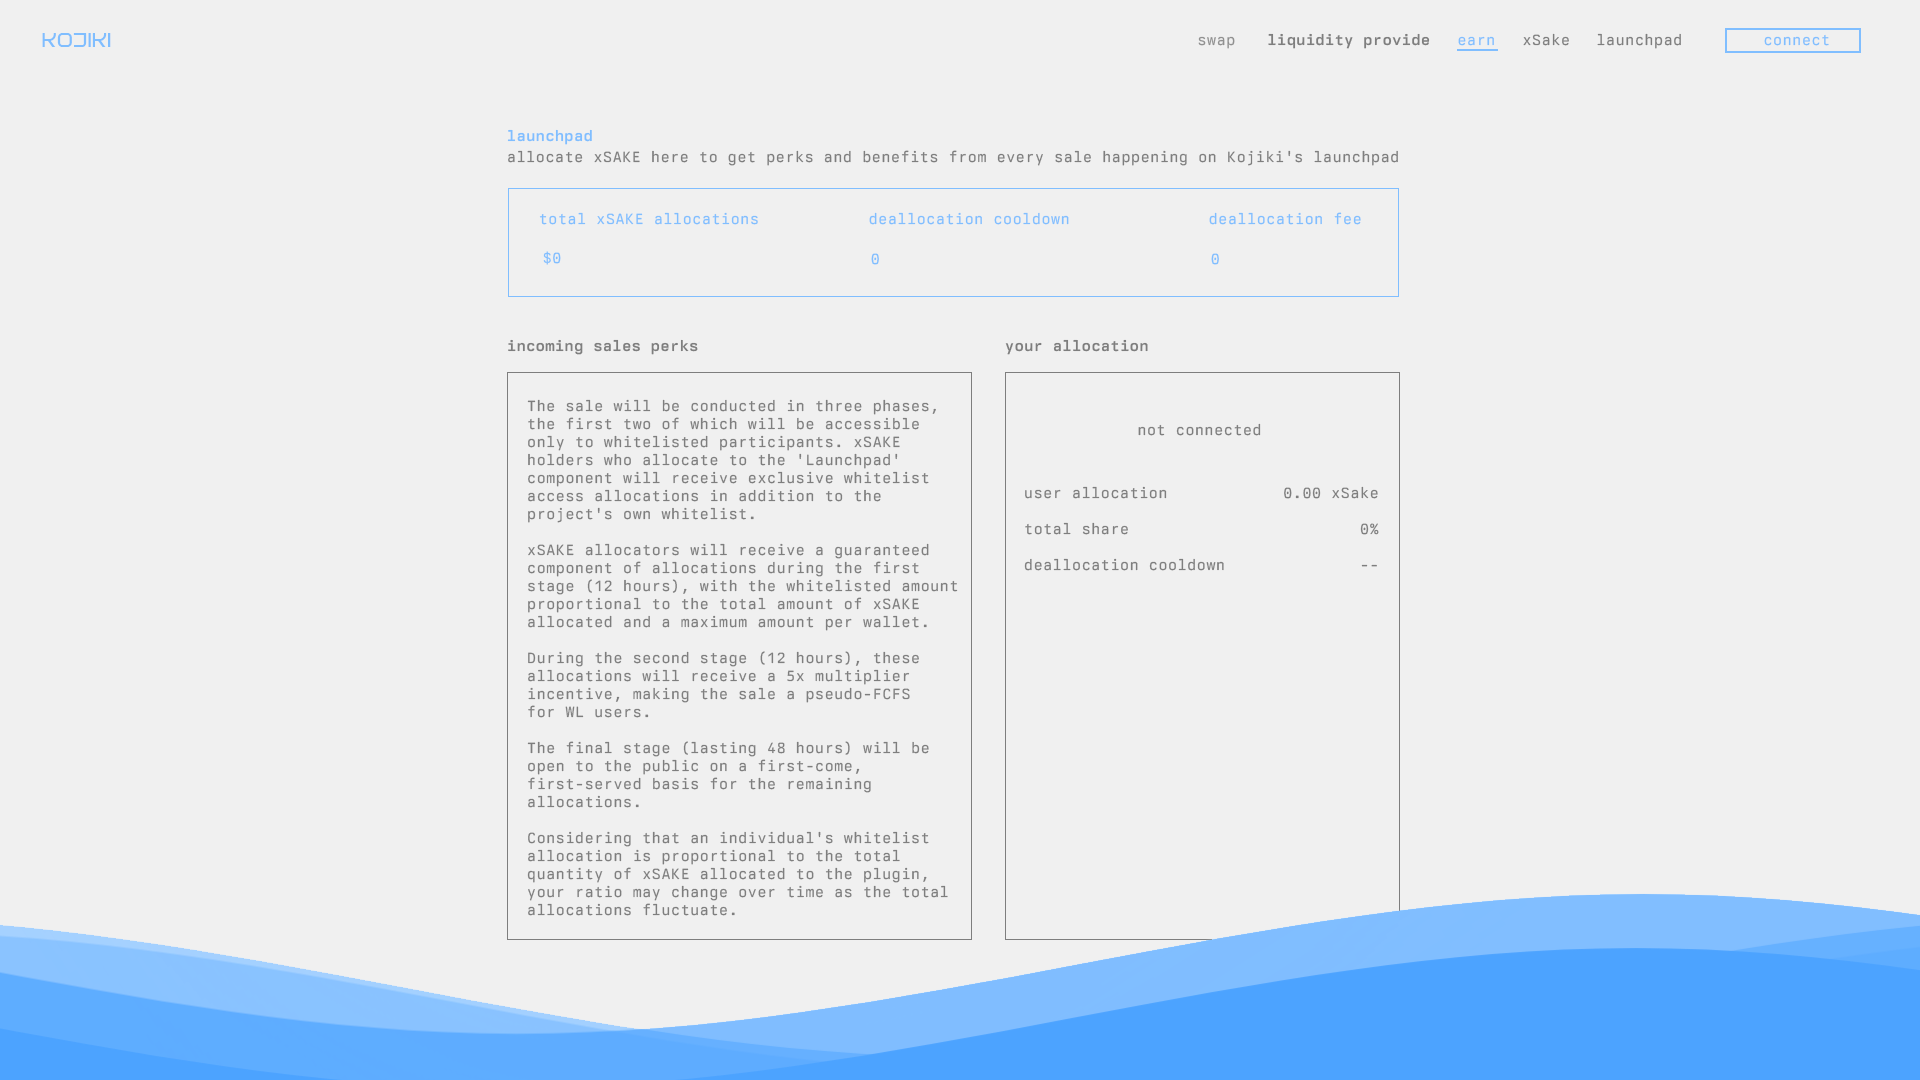 KOJIKI
swap liquidity provide earn xSake launchpad connect
launchpad
allocate xSAKE here to get perks and benefits from every sale happening on Kojiki's launchpad
total xSAKE allocations deallocation cooldown deallocation fee
$0 0 0
incoming sales perks
The sale will be conducted in three phases,
the first two of which will be accessible
only to whitelisted participants. xSAKE
holders who allocate to the 'Launchpad'
component will receive exclusive whitelist
access allocations in addition to the
project's own whitelist.
xSAKE allocators will receive a guaranteed
component of allocations during the first
stage (12 hours), with the whitelisted amount
proportional to the total amount of xSAKE
allocated and a maximum amount per wallet.
During the second stage (12 hours), these
allocations will receive a 5x multiplier
incentive, making the sale a pseudo-FCFS
for WL users.
The final stage (lasting 48 hours) will be
open to the public on a first-come,
first-served basis for the remaining
allocations.
Considering that an individual's whitelist
allocation is proportional to the total
quantity of xSAKE allocated to the plugin,
your ratio may change over time as the total
allocations fluctuate.
your allocation
not connected
user allocation 0.00 xSake
total share 0%
deallocation cooldown --